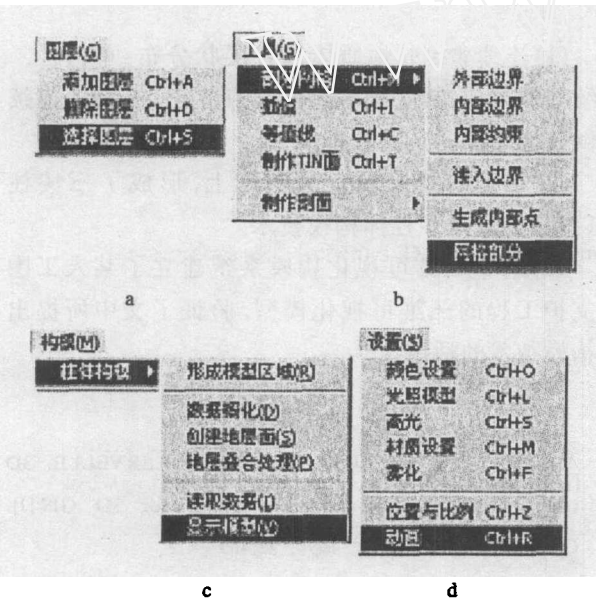 图层(G)
添加图层 Ctrl+A
删除图层 Ctrl+D
选择图层 Ctrl+S
a
插值 Ctrl+I
等值线 Ctrl+C
制作TIN面 Ctrl+T
制作剖面
外部边界
内部边界
内部约束
读入边界
生成内部点
网格剖分
b
构模(M)
柱体构模
形成模型区域(R)
数据细化(D)
创建地层面(S)
地层叠合处理(P)
读取数据(I)
显示模型(V)
c
设置(S)
颜色设置 Ctrl+O
光照模型 Ctrl+L
高光 Ctrl+S
材质设置 Ctrl+M
雾化 Ctrl+F
位置与比例 Ctrl+Z
动画 Ctrl+R
d